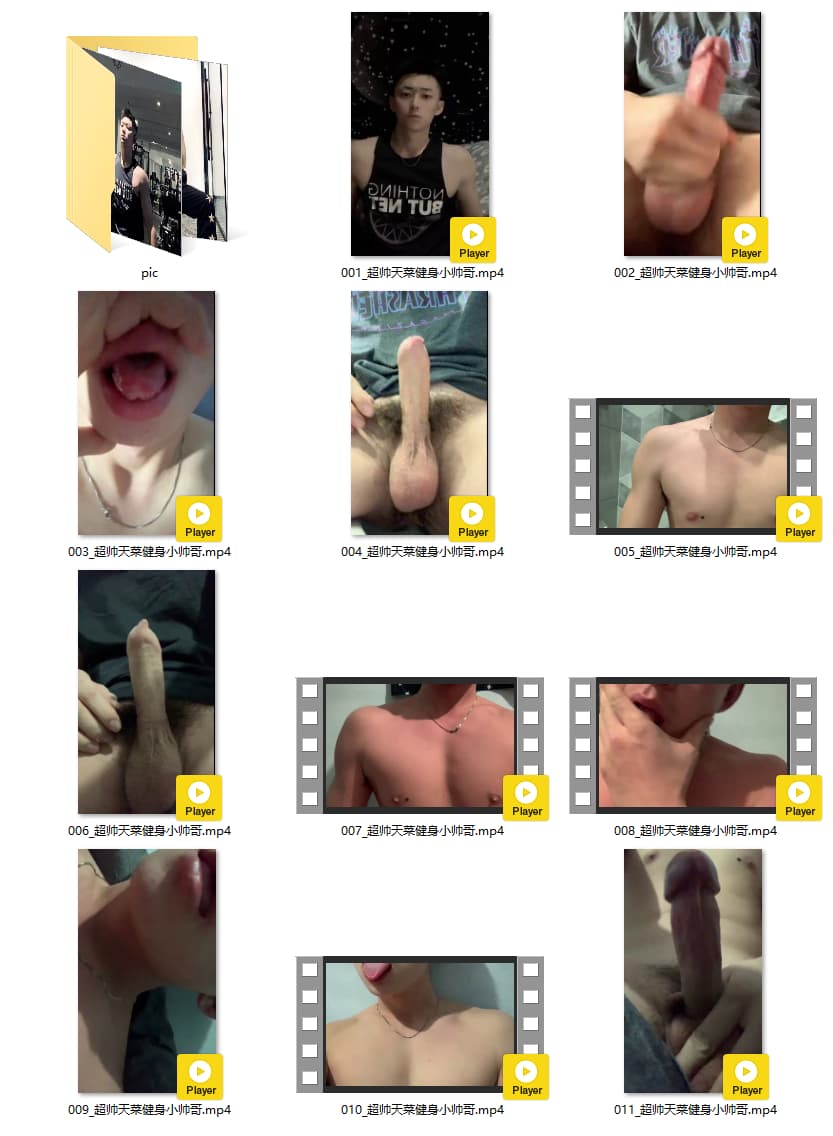 Player
Player
pic
001_超帅天菜健身小帅哥.mp4
002_超帅天菜健身小帅哥.mp4
NOTHING
BUT NET
Player
Player
Player
003_超帅天菜健身小帅哥.mp4
004_超帅天菜健身小帅哥.mp4
005_超帅天菜健身小帅哥.mp4
Player
Player
Player
006_超帅天菜健身小帅哥.mp4
007_超帅天菜健身小帅哥.mp4
008_超帅天菜健身小帅哥.mp4
Player
Player
Player
009_超帅天菜健身小帅哥.mp4
010_超帅天菜健身小帅哥.mp4
011_超帅天菜健身小帅哥.mp4